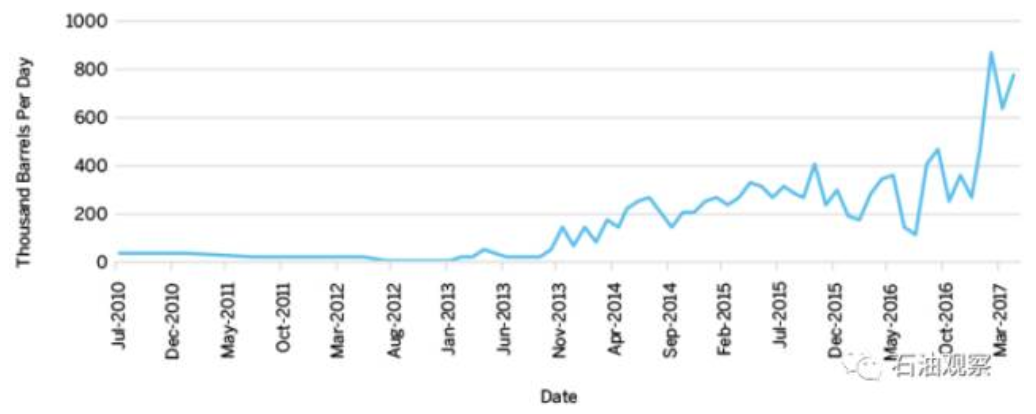 1000
800
600
400
200
0
Thousand Barrels Per Day
Jul-2010
Dec-2010
May-2011
Oct-2011
Mar-2012
Aug-2012
Jan-2013
Jun-2013
Nov-2013
Apr-2014
Sep-2014
Feb-2015
Jul-2015
Dec-2015
May-2016
Oct-2016
Mar-2017
Date
石油观察